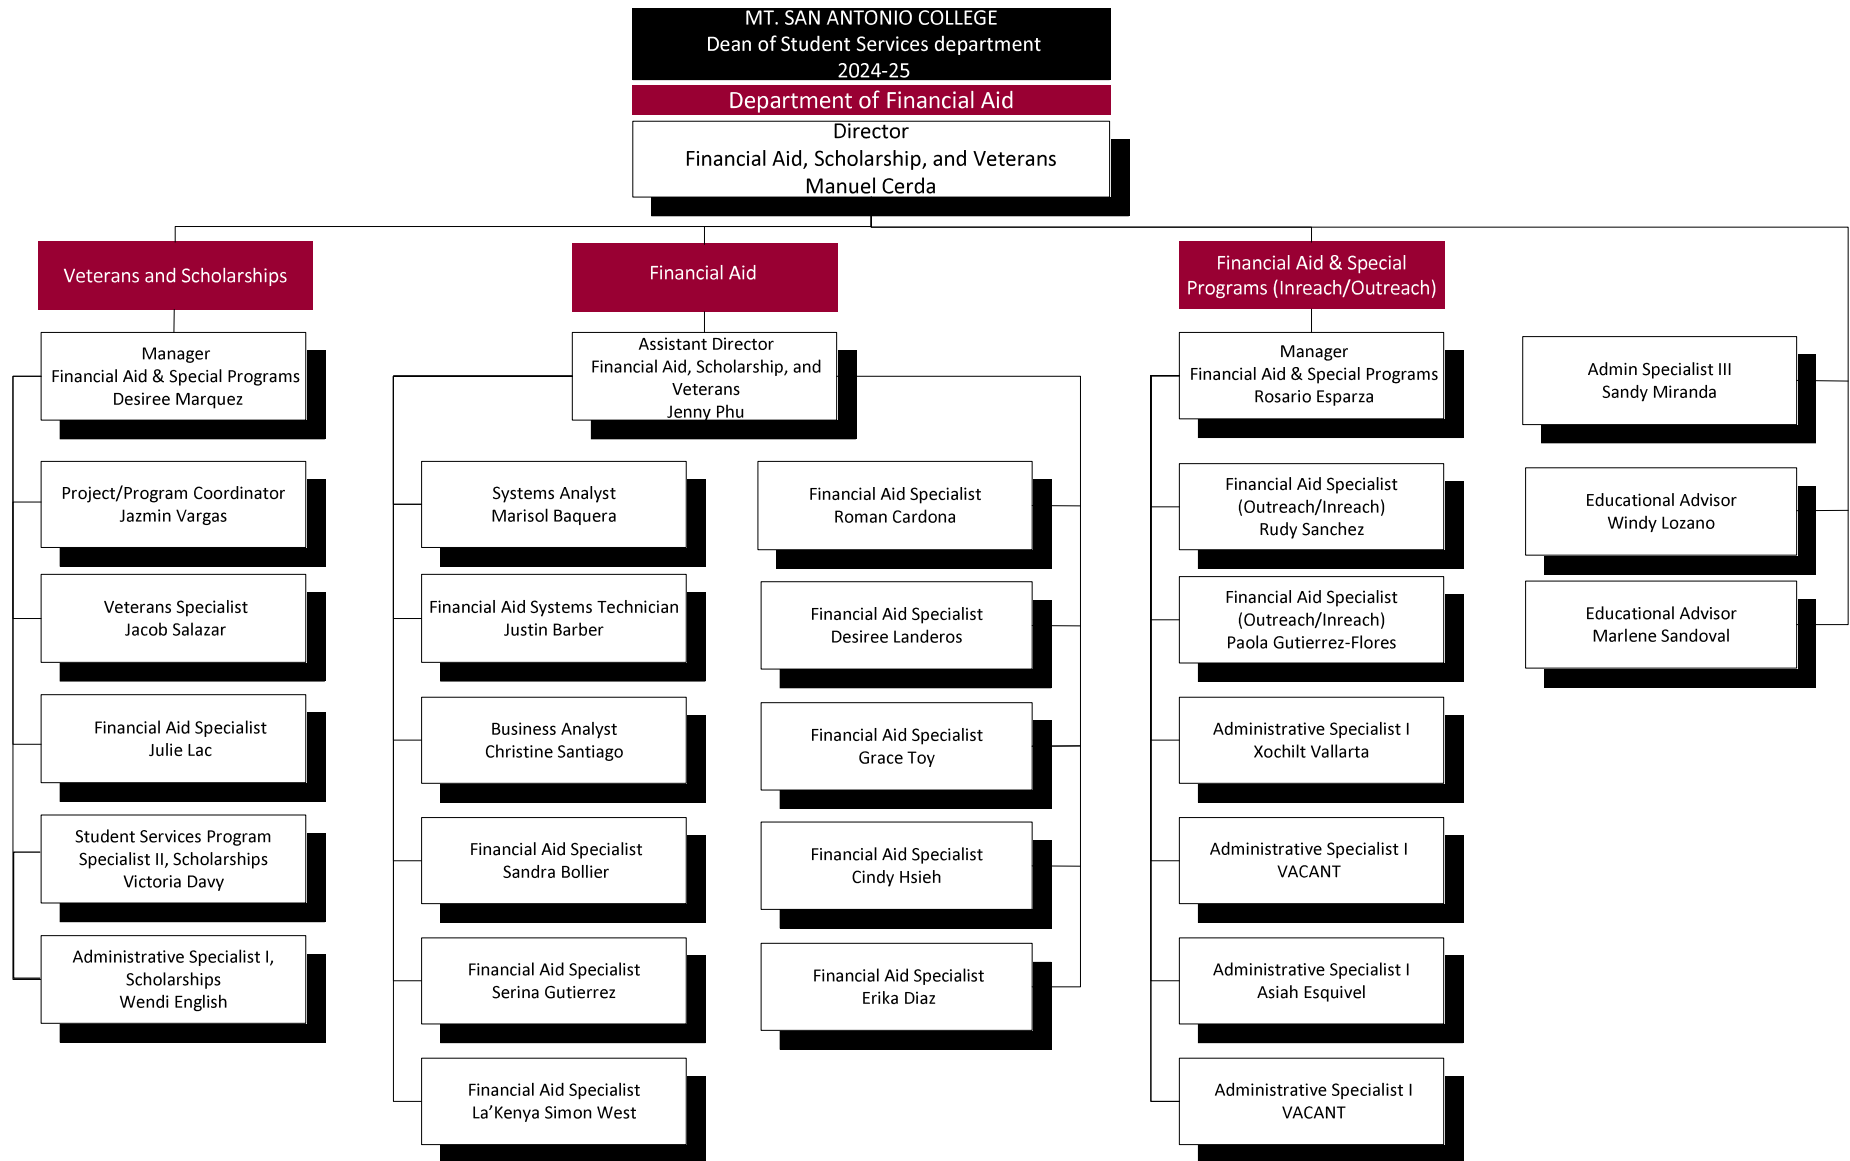 MT. SAN ANTONIO COLLEGE
Dean of Student Services department
2024-25
Department of Financial Aid
Director
Financial Aid, Scholarship, and Veterans
Manuel Cerda
Veterans and Scholarships
Manager
Financial Aid & Special Programs
Desiree Marquez
Project/Program Coordinator
Jazmin Vargas
Veterans Specialist
Jacob Salazar
Financial Aid Specialist
Julie Lac
Student Services Program
Specialist II, Scholarships
Victoria Davy
Administrative Specialist I,
Scholarships
Wendi English
Financial Aid
Assistant Director
Financial Aid, Scholarship, and
Veterans
Jenny Phu
Systems Analyst
Marisol Baquera
Financial Aid Systems Technician
Justin Barber
Business Analyst
Christine Santiago
Financial Aid Specialist
Sandra Bollier
Financial Aid Specialist
Serina Gutierrez
Financial Aid Specialist
La’Kenya Simon West
Financial Aid Specialist
Roman Cardona
Financial Aid Specialist
Desiree Landeros
Financial Aid Specialist
Grace Toy
Financial Aid Specialist
Cindy Hsieh
Financial Aid Specialist
Erika Diaz
Financial Aid & Special
Programs (Inreach/Outreach)
Manager
Financial Aid & Special Programs
Rosario Esparza
Financial Aid Specialist
(Outreach/Inreach)
Rudy Sanchez
Financial Aid Specialist
(Outreach/Inreach)
Paola Gutierrez-Flores
Administrative Specialist I
Xochilt Vallarta
Administrative Specialist I
VACANT
Administrative Specialist I
Asiah Esquivel
Administrative Specialist I
VACANT
Admin Specialist III
Sandy Miranda
Educational Advisor
Windy Lozano
Educational Advisor
Marlene Sandoval